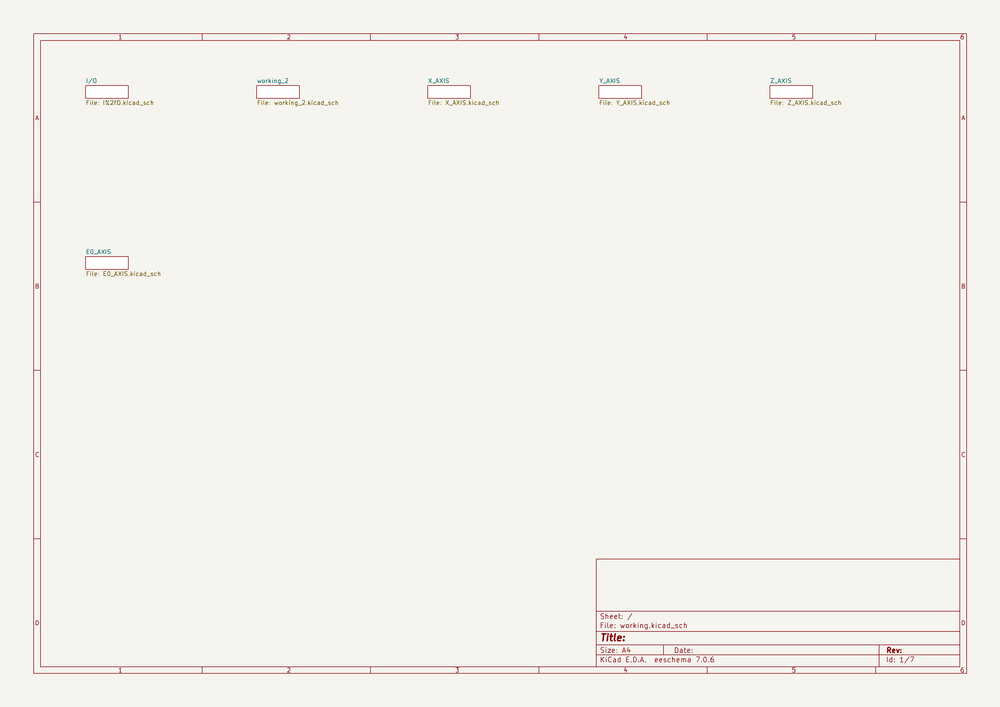 1 2 3 4 5 6
I/O working_2 X_AXIS Y_AXIS Z_AXIS
File: I%2fO.kicad_sch File: working_2.kicad_sch File: X_AXIS.kicad_sch File: Y_AXIS.kicad_sch File: Z_AXIS.kicad_sch
A A
E0_AXIS
File: E0_AXIS.kicad_sch
B B
C C
Sheet: /
File: working.kicad_sch
D D
Title:
Size: A4 Date: Rev:
KiCad E.D.A. eeschema 7.0.6 Id: 1/7
1 2 3 4 5 6